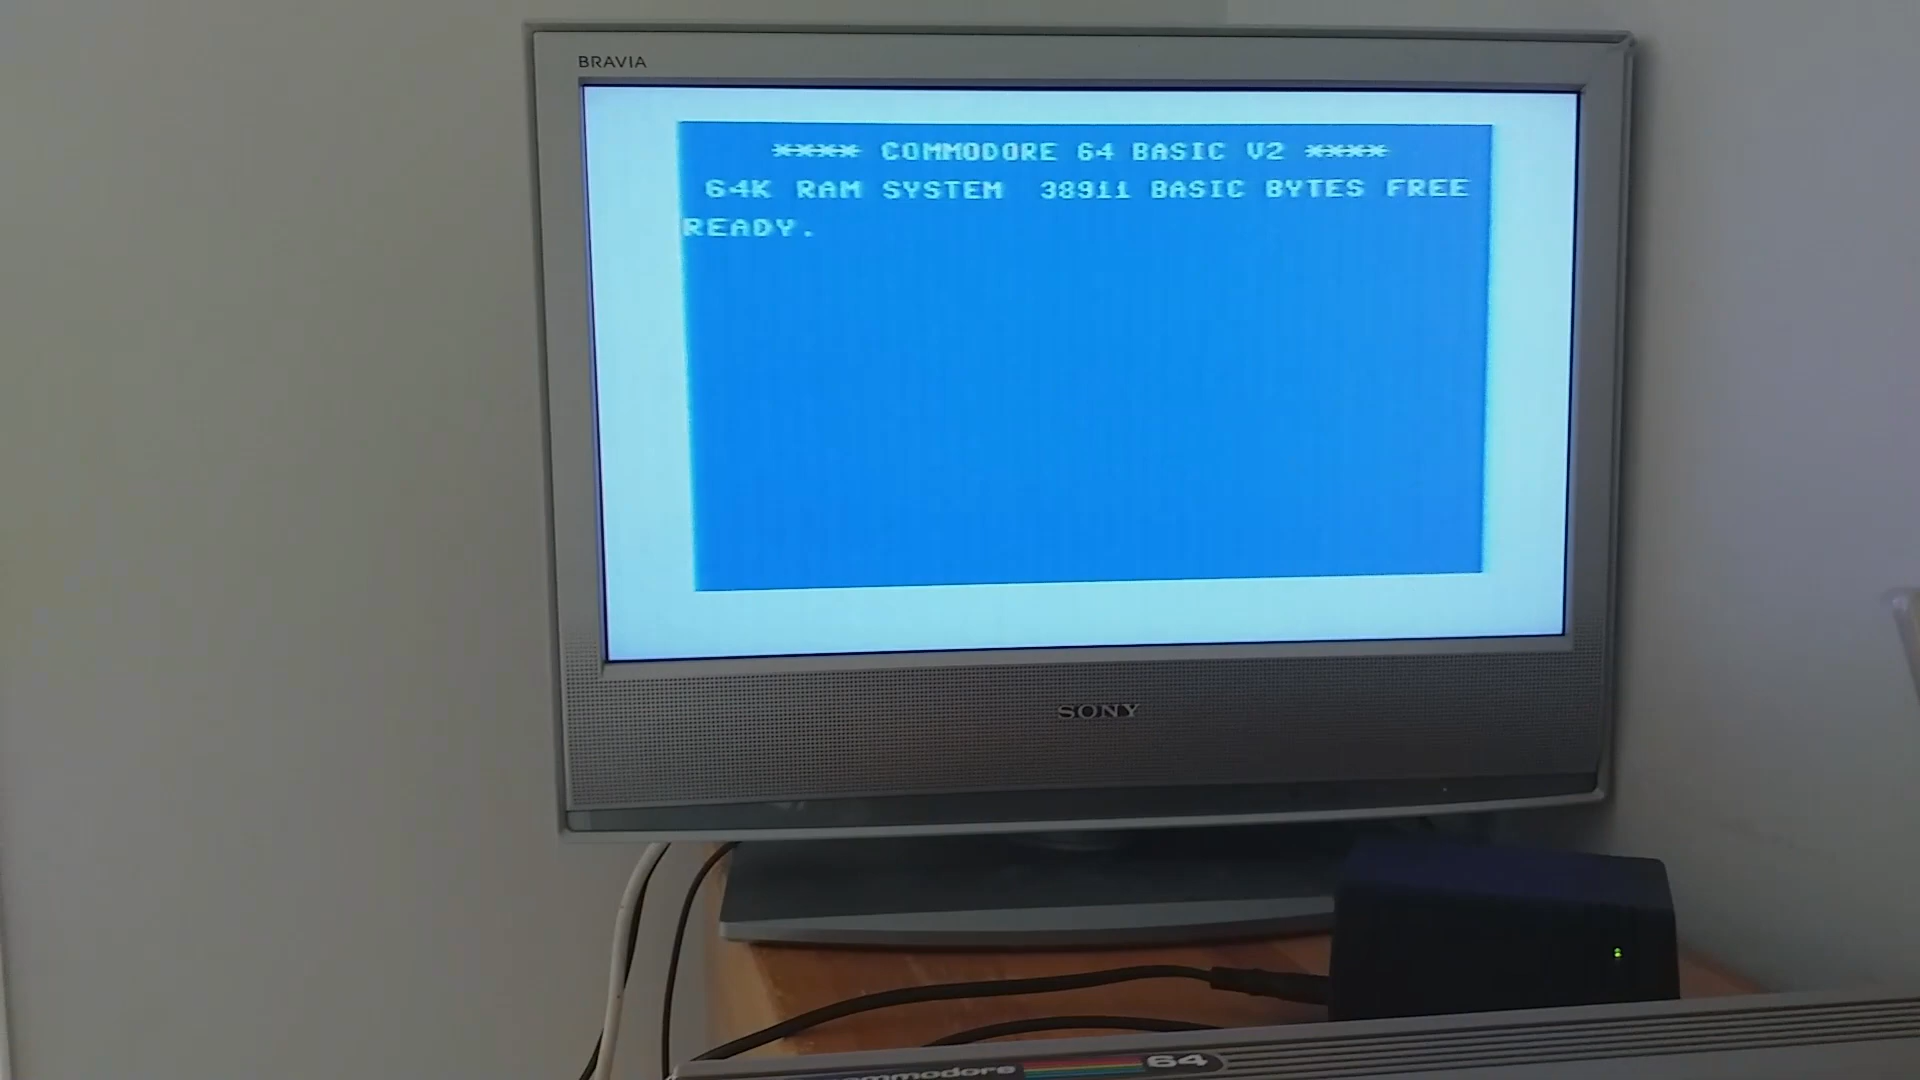 BRAVIA
**** COMMODORE 64 BASIC V2 ****
64K RAM SYSTEM  38911 BASIC BYTES FREE
READY.
SONY
commodore 64